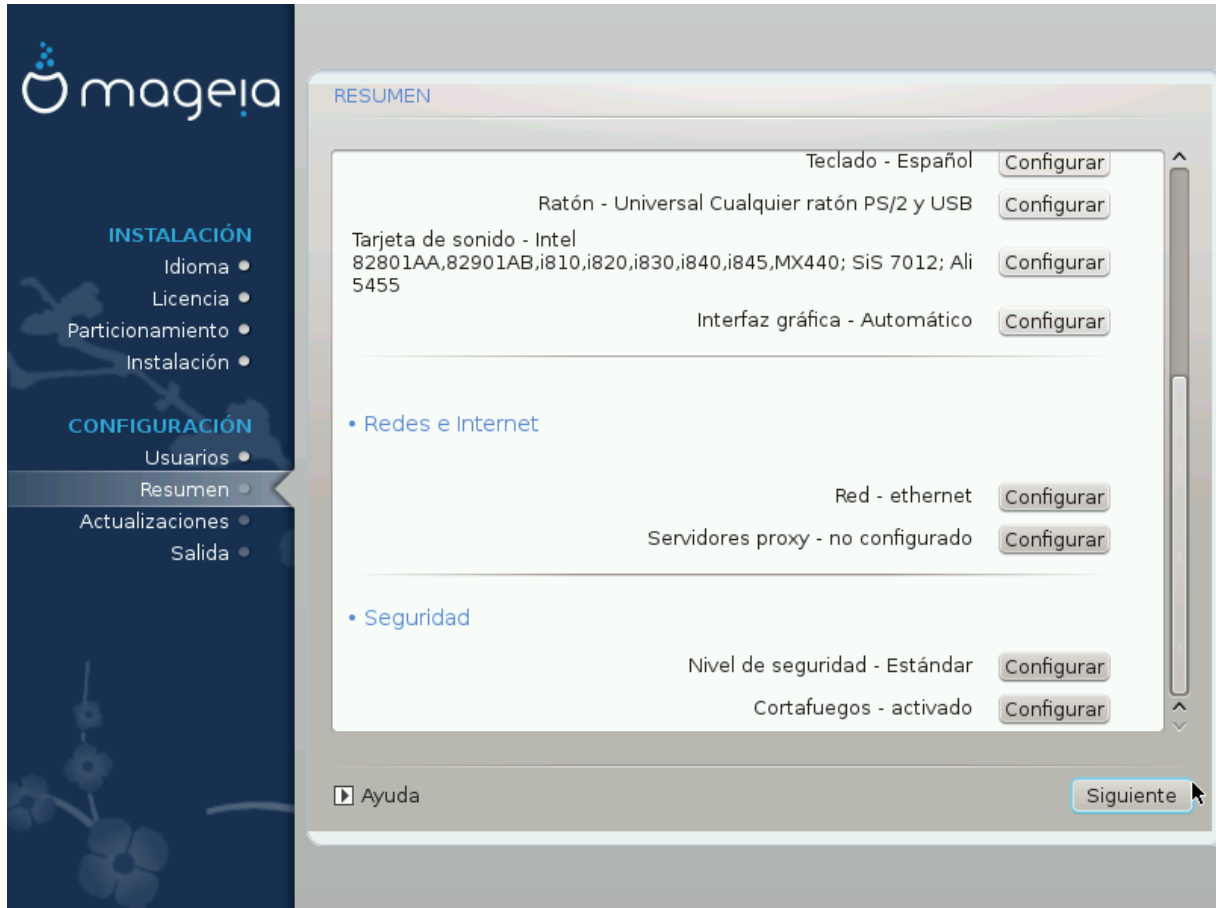 mageia
INSTALACIÓN
Idioma
Licencia
Particionamiento
Instalación
CONFIGURACIÓN
Usuarios
Resumen
Actualizaciones
Salida
RESUMEN
Teclado - Español Configurar
Ratón - Universal Cualquier ratón PS/2 y USB Configurar
Tarjeta de sonido - Intel
82801AA,82901AB,i810,i820,i830,i840,i845,MX440; SiS 7012; Ali Configurar
5455
Interfaz gráfica - Automático Configurar
• Redes e Internet
Red - ethernet Configurar
Servidores proxy - no configurado Configurar
• Seguridad
Nivel de seguridad - Estándar Configurar
Cortafuegos - activado Configurar
Ayuda
Siguiente